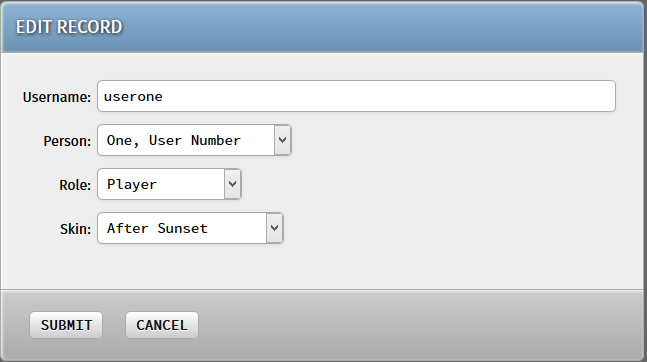 EDIT RECORD
Username: userone
Person: One, User Number
Role: Player
Skin: After Sunset
SUBMIT CANCEL